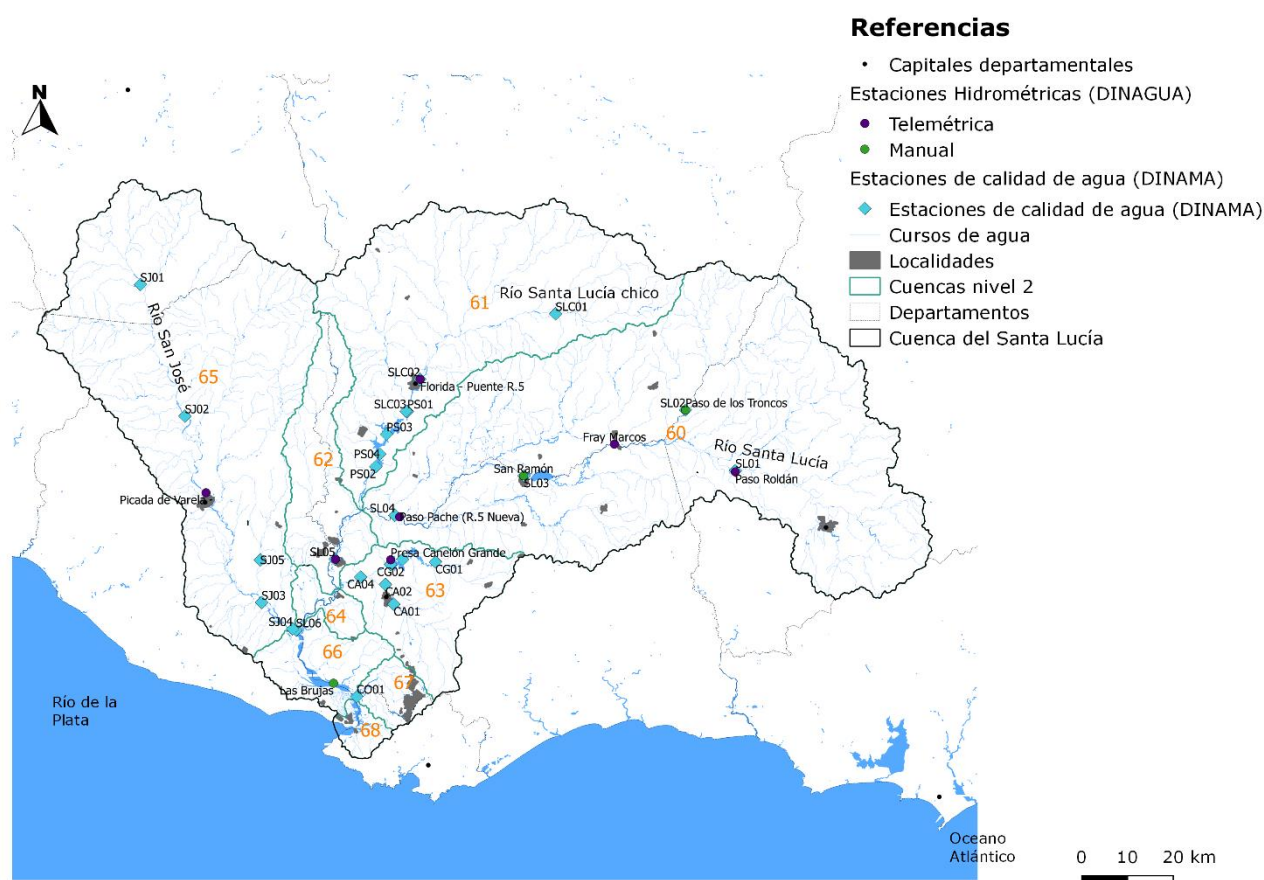 Referencias
Capitales departamentales
Estaciones Hidrométricas (DINAGUA)
Telemétrica
Manual
Estaciones de calidad de agua (DINAMA)
Estaciones de calidad de agua (DINAMA)
Cursos de agua
Localidades
Cuencas nivel 2
Departamentos
Cuenca del Santa Lucía
N
SJ01
Río San José
65
SJ02
Picada de Varela
61
Río Santa Lucía chico
SLC01
SLC02
Florida - Puente R.5
SLC03
PS01
PS03
62
PS04
PS02
SL02
Paso de los Troncos
60
Fray Marcos
Río Santa Lucía
SL01
Paso Roldán
San Ramón
SL03
SL04
Paso Pache (R.5 Nueva)
SL05
SJ05
Presa Canelón Grande
CG02
CG01
CA04
CA02
63
CA01
SJ03
64
SJ04
SL06
66
67
Las Brujas
CO01
68
Río de la
Plata
Oceano
Atlántico
0 10 20 km